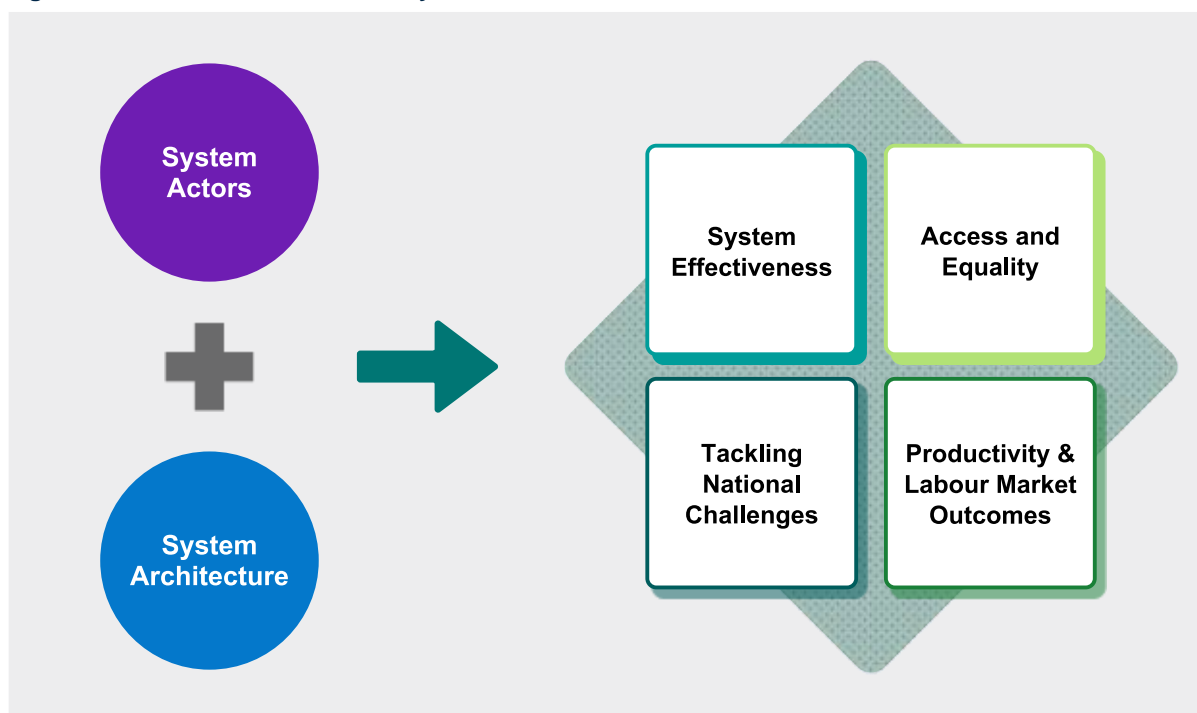 System
Actors
System
Architecture
System
Effectiveness
Access and
Equality
Tackling
National
Challenges
Productivity &
Labour Market
Outcomes